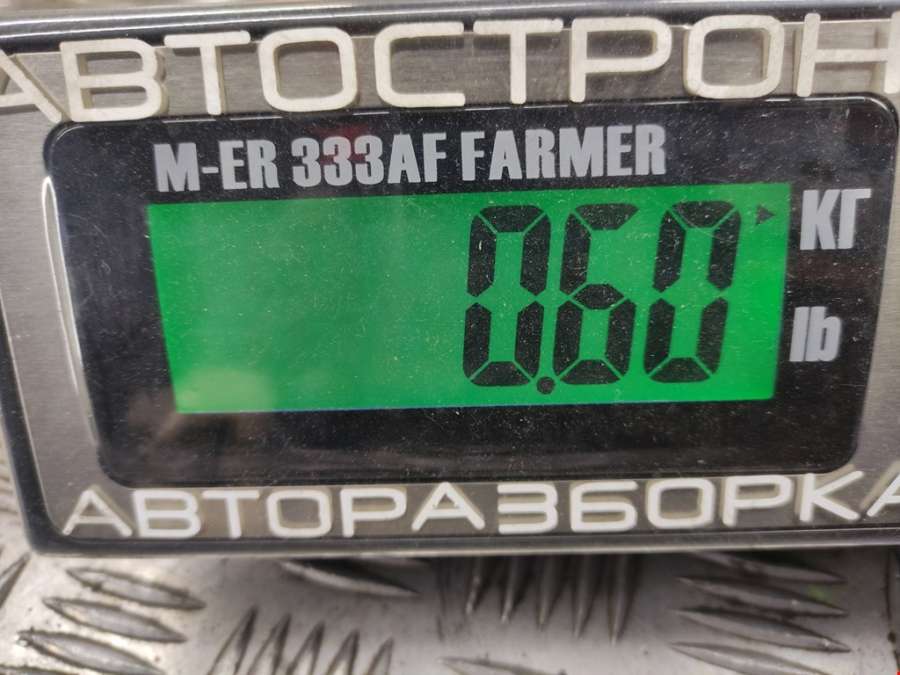 АВТОСТРОН
M-ER 333AF FARMER
0.60
КГ
lb
АВТОРАЗБОРКА